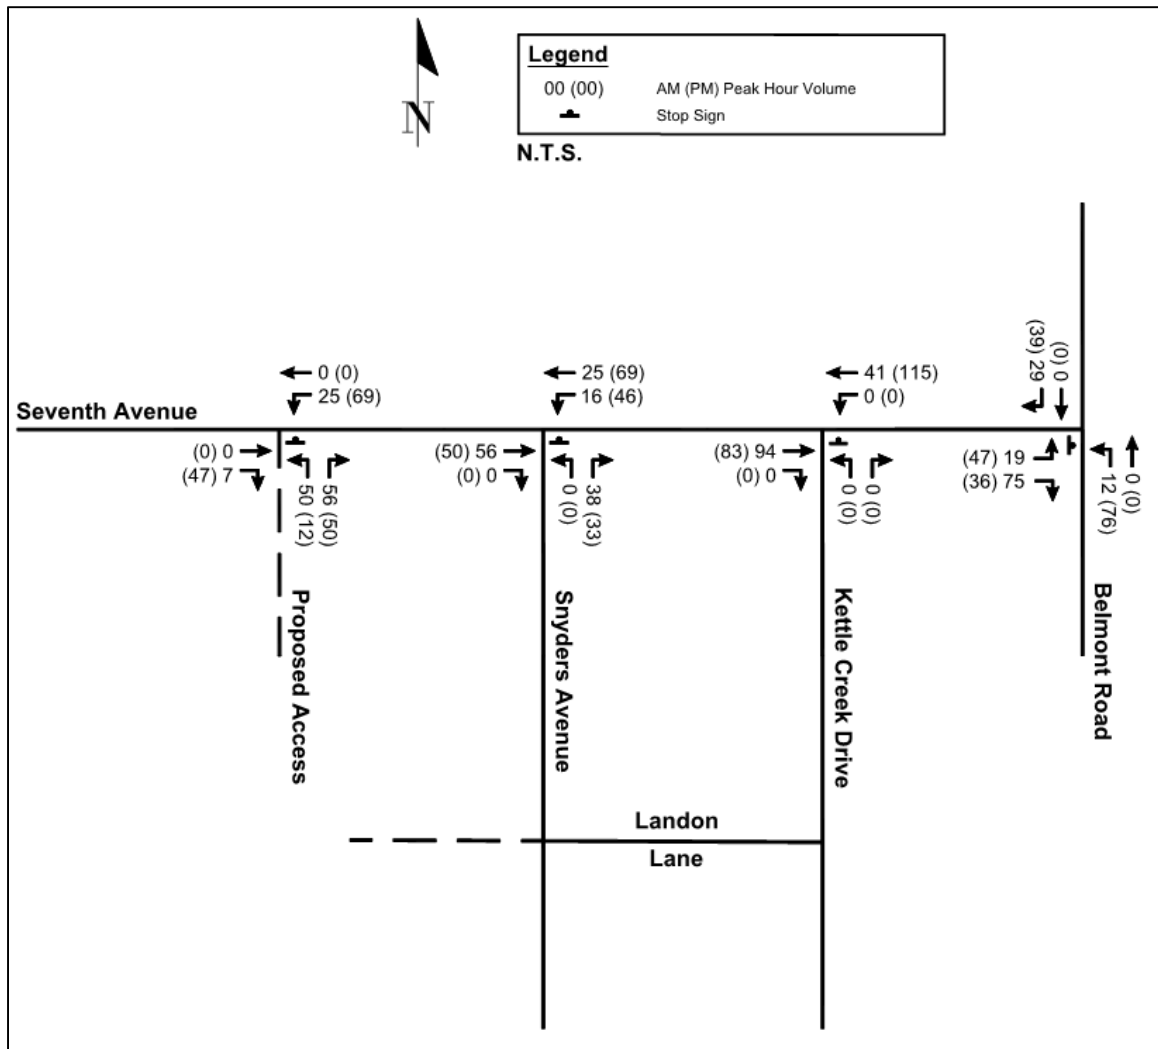 Legend
00 (00) AM (PM) Peak Hour Volume
Stop Sign
N
N.T.S.
(39) 29
(0) 0
0 (0)
25 (69)
25 (69)
16 (46)
41 (115)
0 (0)
Seventh Avenue
(0) 0
(47) 7
50 (12)
56 (50)
(50) 56
(0) 0
0 (0)
38 (33)
(83) 94
(0) 0
0 (0)
0 (0)
(47) 19
(36) 75
12 (76)
0 (0)
Proposed Access
Snyders Avenue
Kettle Creek Drive
Belmont Road
Landon
Lane